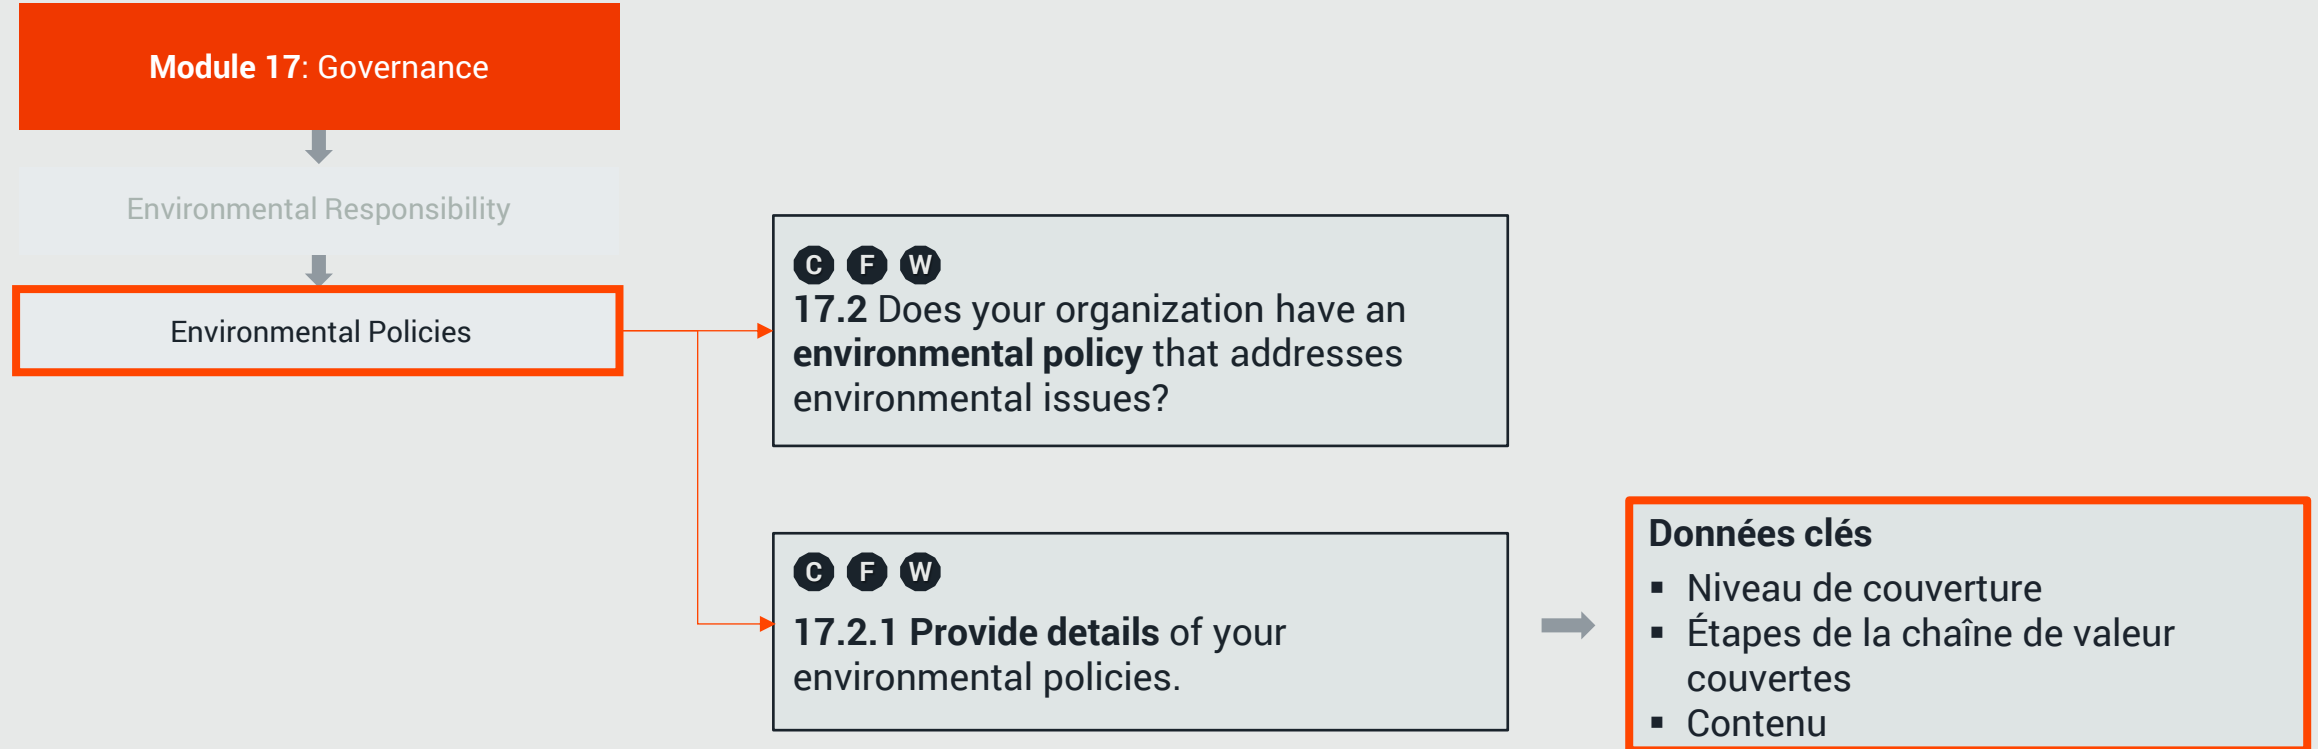 Module 17: Governance
Environmental Responsibility
Environmental Policies
C F W
17.2 Does your organization have an
environmental policy that addresses
environmental issues?
C F W
17.2.1 Provide details of your
environmental policies.
Données clés
▪ Niveau de couverture
▪ Étapes de la chaîne de valeur
couvertes
▪ Contenu